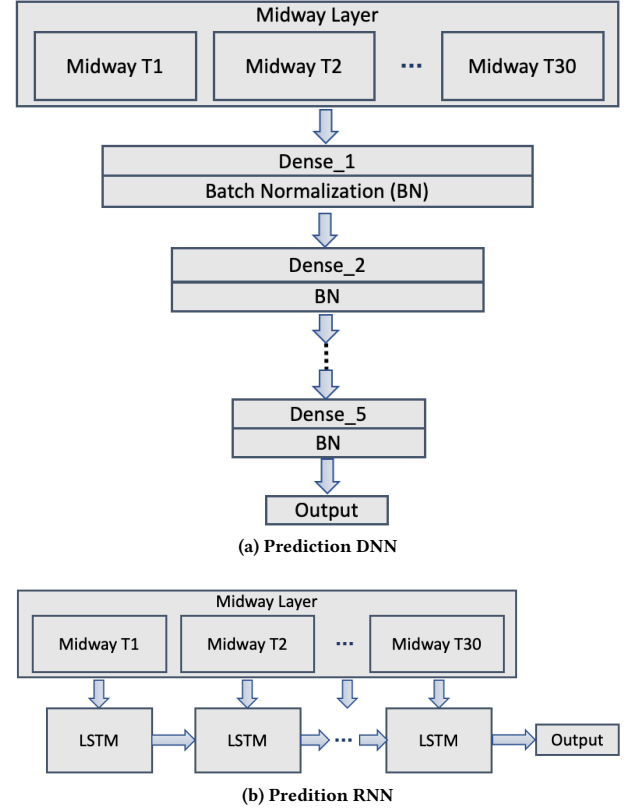 Midway Layer
Midway T1 Midway T2 ... Midway T30
Dense_1
Batch Normalization (BN)
Dense_2
BN
Dense_5
BN
Output
(a) Prediction DNN
Midway Layer
Midway T1 Midway T2 ... Midway T30
LSTM LSTM ... LSTM Output
(b) Predition RNN